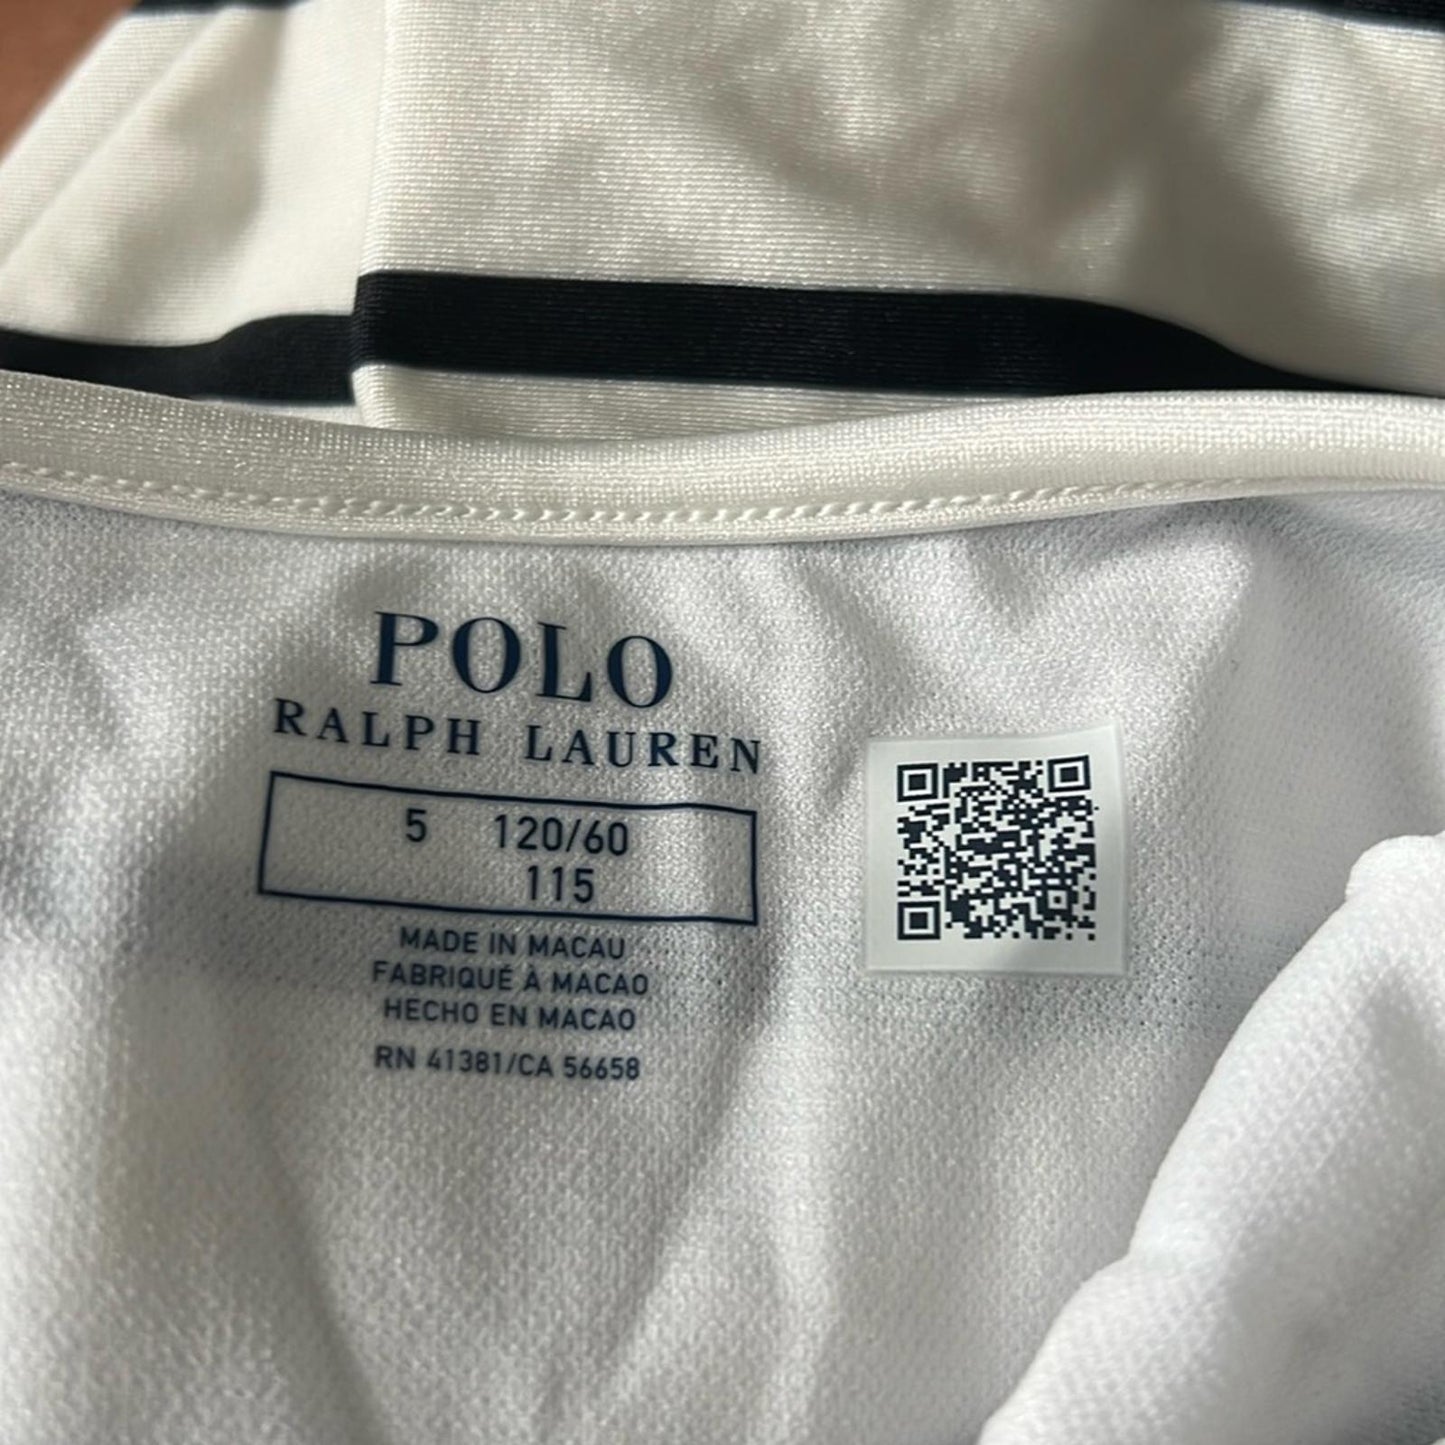 POLO
RALPH LAUREN
5 120/60
115
MADE IN MACAU
FABRIQUÉ À MACAO
HECHO EN MACAO
RN 41381/CA 56658